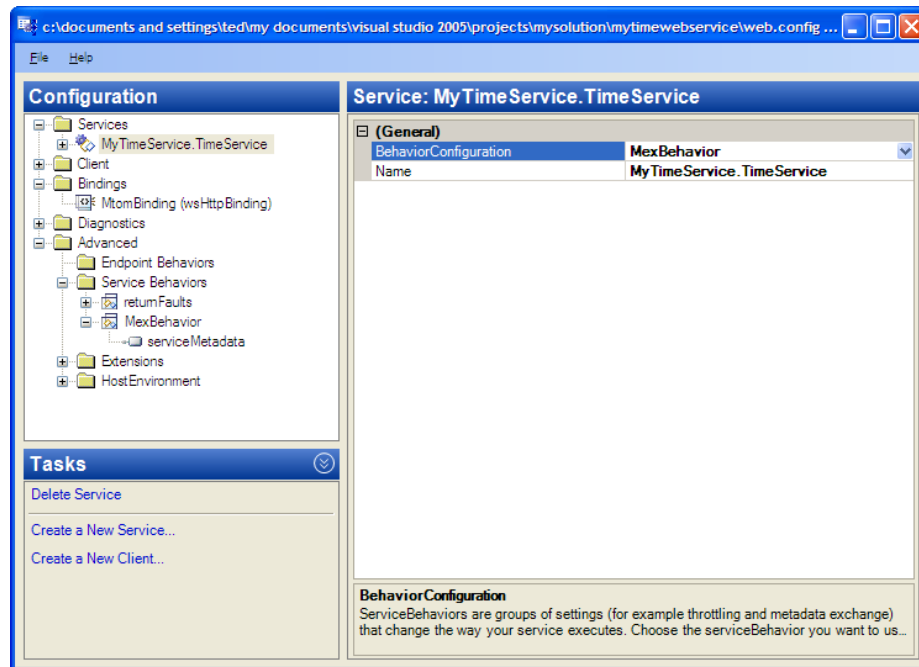 c:\documents and settings\ted\my documents\visual studio 2005\projects\mysolution\mytimewebservice\web.config ...
File Help
Configuration
Services
MyTimeService.TimeService
Client
Bindings
MtomBinding (wsHttpBinding)
Diagnostics
Advanced
Endpoint Behaviors
Service Behaviors
returnFaults
MexBehavior
serviceMetadata
Extensions
HostEnvironment
Tasks
Delete Service
Create a New Service...
Create a New Client...
Service: MyTimeService.TimeService
(General)
BehaviorConfiguration MexBehavior
Name MyTimeService.TimeService
BehaviorConfiguration
ServiceBehaviors are groups of settings (for example throttling and metadata exchange)
that change the way your service executes. Choose the serviceBehavior you want to us...